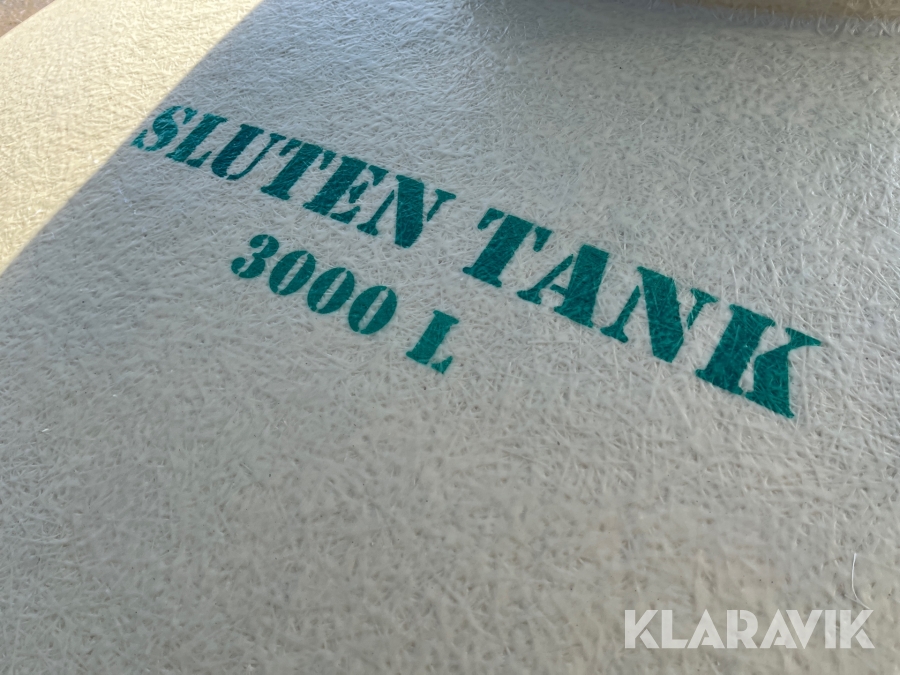 SLUTEN TANK
3000 L
KLARAVIK